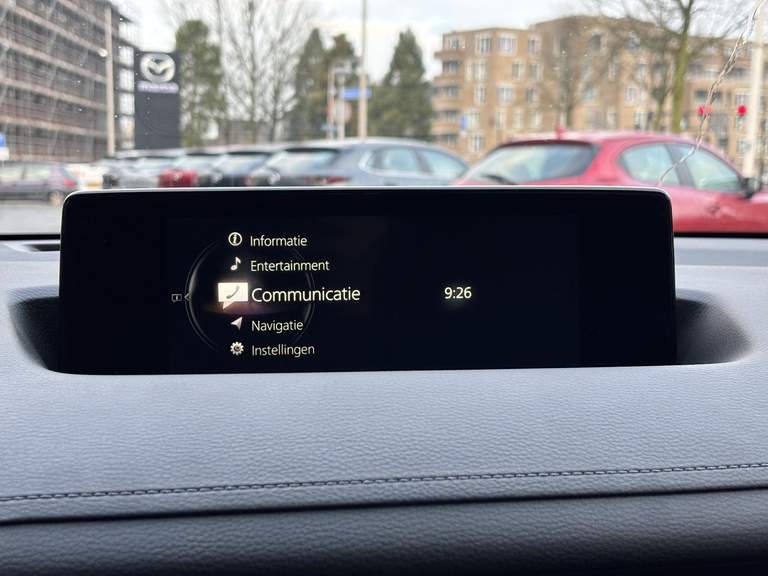 Informatie
Entertainment
Communicatie
9:26
Navigatie
Instellingen